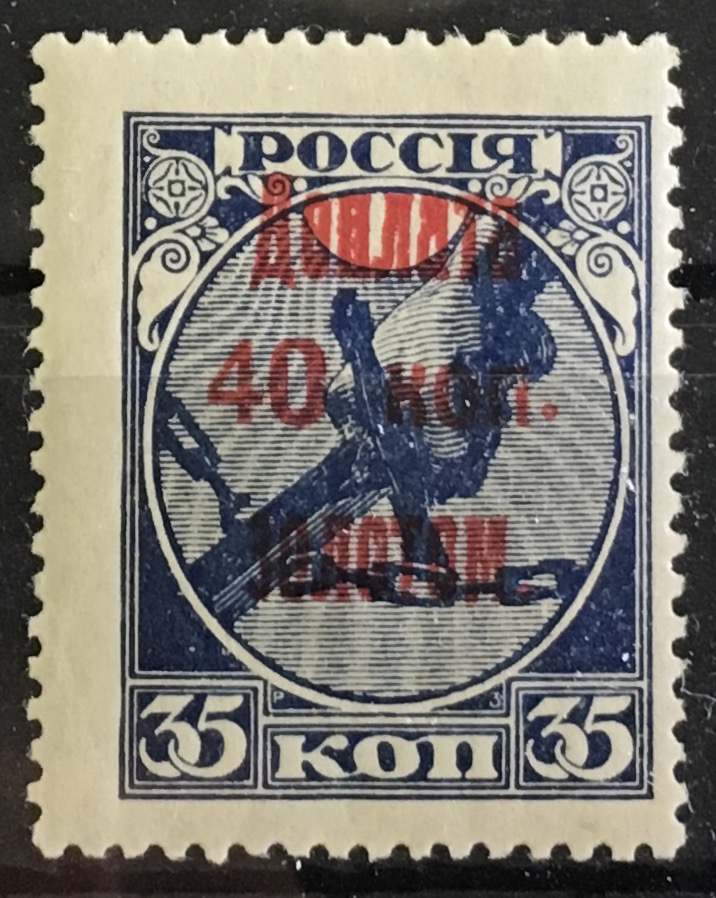 РОССІЯ
Доплата
40 коп.
золотом.
Р З
35 КОП 35